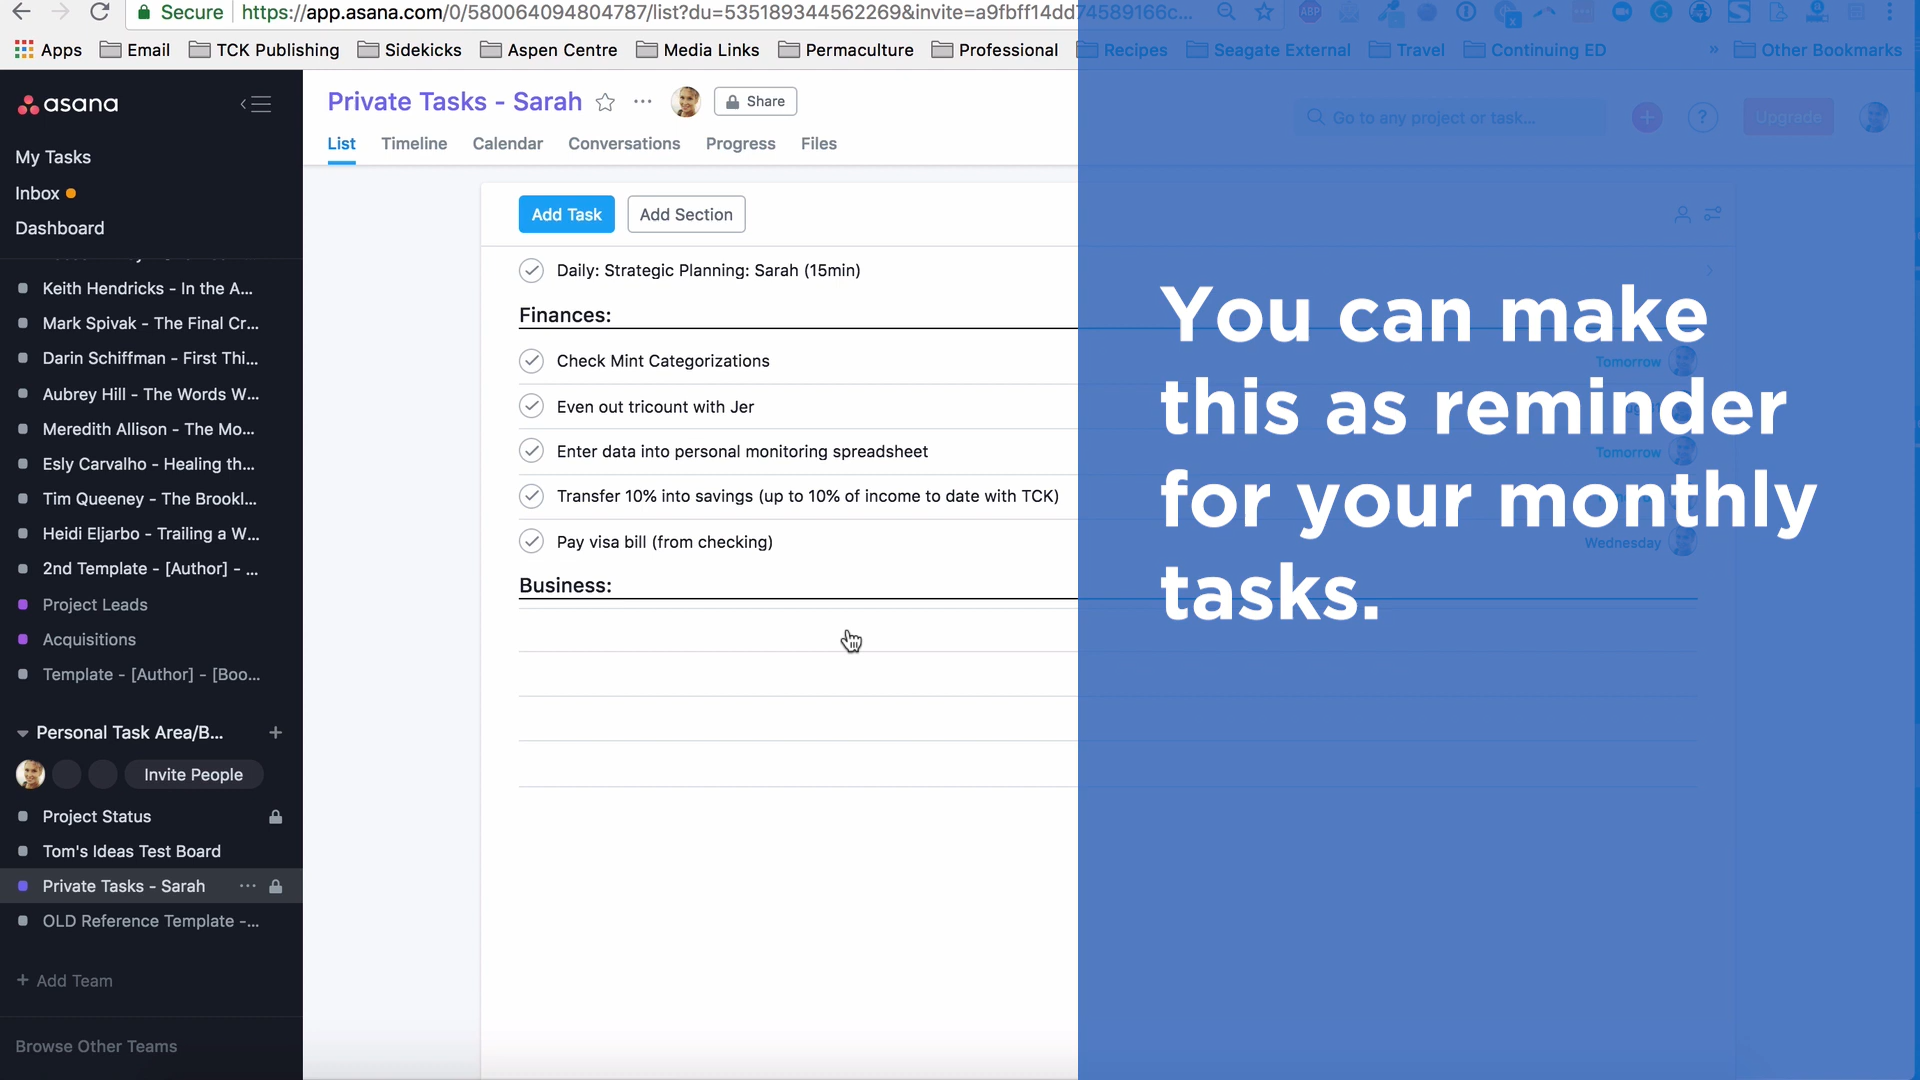 Secure https://app.asana.com/0/580064094804787/list?du=535189344562269&invite=a9fbff14dd74589166c...
Apps Email TCK Publishing Sidekicks Aspen Centre Media Links Permaculture Professional Recipes Seagate External Travel Continuing ED » Other Bookmarks
asana
Private Tasks - Sarah
Share
Go to any project or task...
Upgrade
List Timeline Calendar Conversations Progress Files
My Tasks
Inbox
Dashboard
Keith Hendricks - In the A...
Mark Spivak - The Final Cr...
Darin Schiffman - First Thi...
Aubrey Hill - The Words W...
Meredith Allison - The Mo...
Esly Carvalho - Healing th...
Tim Queeney - The Brookl...
Heidi Eljarbo - Trailing a W...
2nd Template - [Author] - ...
Project Leads
Acquisitions
Template - [Author] - [Boo...
Personal Task Area/B...
Invite People
Project Status
Tom's Ideas Test Board
Private Tasks - Sarah
OLD Reference Template -...
+ Add Team
Browse Other Teams
Add Task Add Section
Daily: Strategic Planning: Sarah (15min)
Finances:
Check Mint Categorizations
Tomorrow
Even out tricount with Jer
Enter data into personal monitoring spreadsheet
Tomorrow
Transfer 10% into savings (up to 10% of income to date with TCK)
Pay visa bill (from checking)
Wednesday
Business:
You can make
this as reminder
for your monthly
tasks.